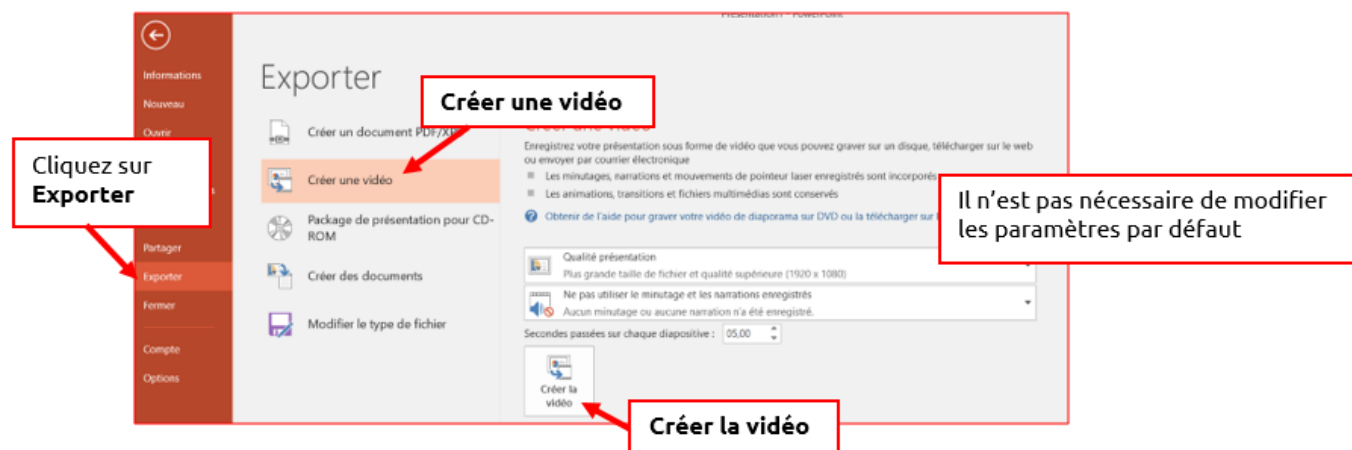 Présentation1 - PowerPoint
Informations
Nouveau
Ouvrir
Partager
Exporter
Fermer
Compte
Options
Cliquez sur
Exporter
Exporter
Créer un document PDF/
Créer une vidéo
Package de présentation pour CD-
ROM
Créer des documents
Modifier le type de fichier
Créer une vidéo
Créer une vidéo
Enregistrez votre présentation sous forme de vidéo que vous pouvez graver sur un disque, télécharger sur le web
ou envoyer par courrier électronique
Les minutages, narrations et mouvements de pointeur laser enregistrés sont incorporés
Les animations, transitions et fichiers multimédias sont conservés
Obtenir de l'aide pour graver votre vidéo de diaporama sur DVD ou la télécharger sur
Il n'est pas nécessaire de modifier
les paramètres par défaut
Qualité présentation
Plus grande taille de fichier et qualité supérieure (1920 x 1080)
Ne pas utiliser le minutage et les narrations enregistrés
Aucun minutage ou aucune narration n'a été enregistré.
Secondes passées sur chaque diapositive : 05,00
Créer la
vidéo
Créer la vidéo